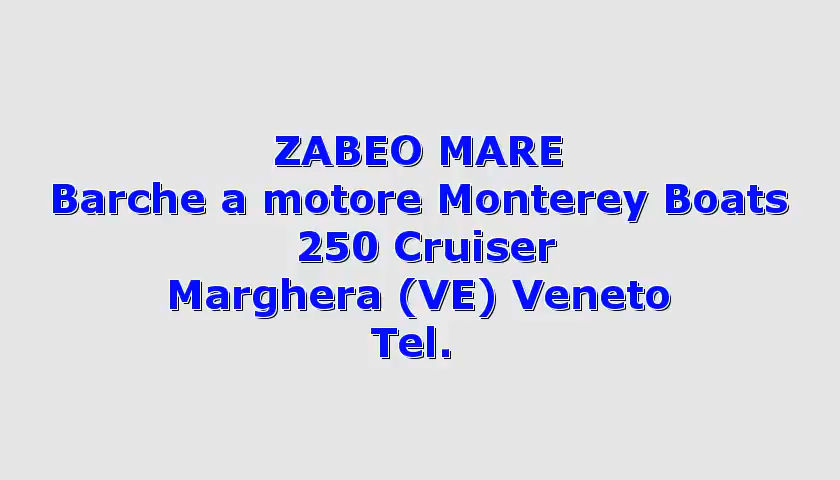 ZABEO MARE
Barche a motore Monterey Boats
250 Cruiser
Marghera (VE) Veneto
Tel.